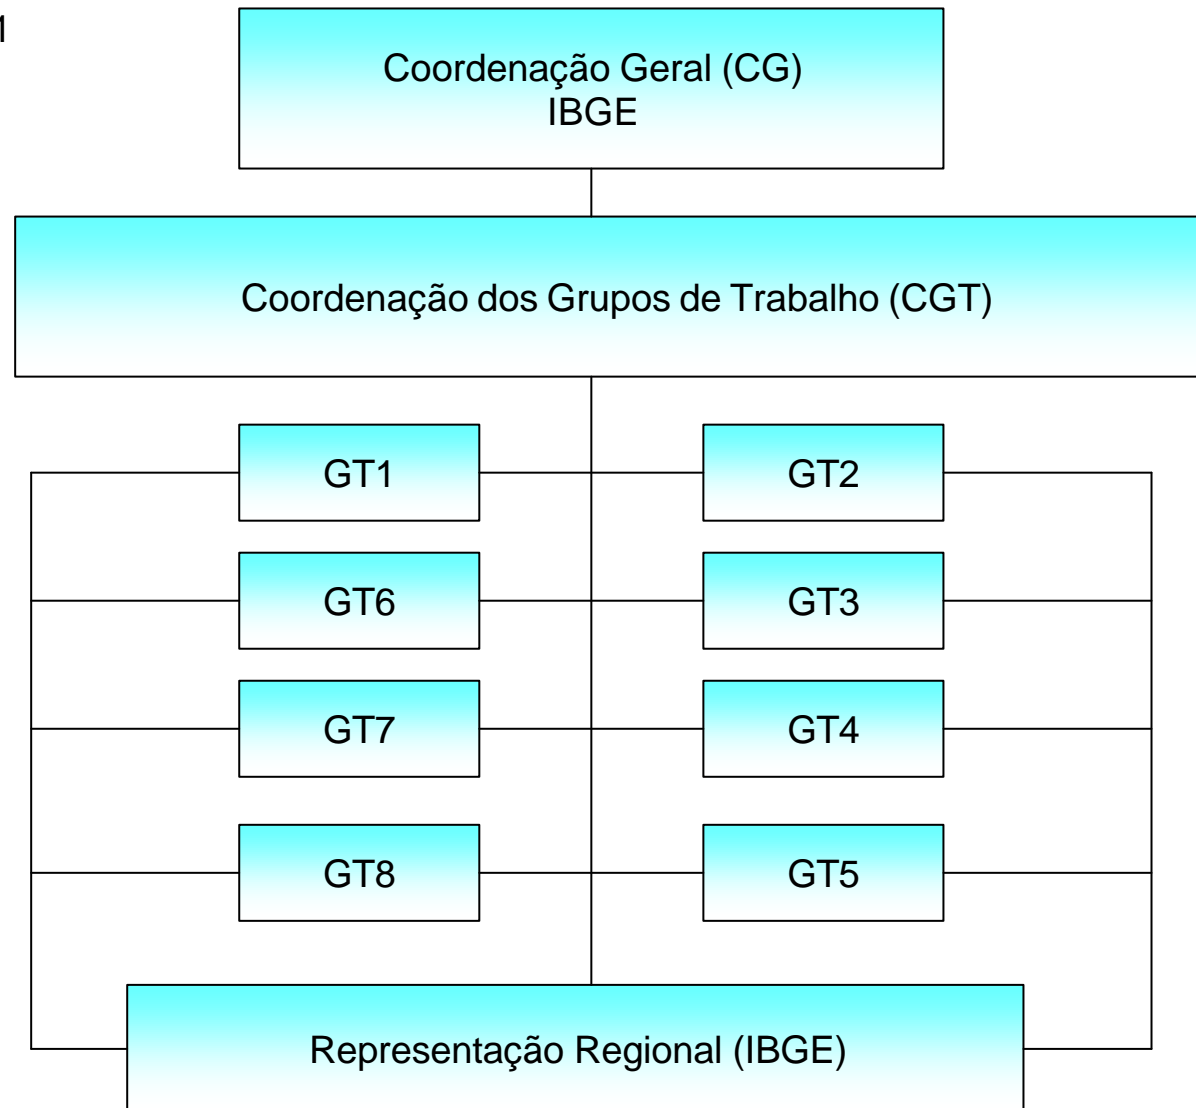 1
Coordenação Geral (CG)
IBGE
Coordenação dos Grupos de Trabalho (CGT)
GT1
GT2
GT6
GT3
GT7
GT4
GT8
GT5
Representação Regional (IBGE)